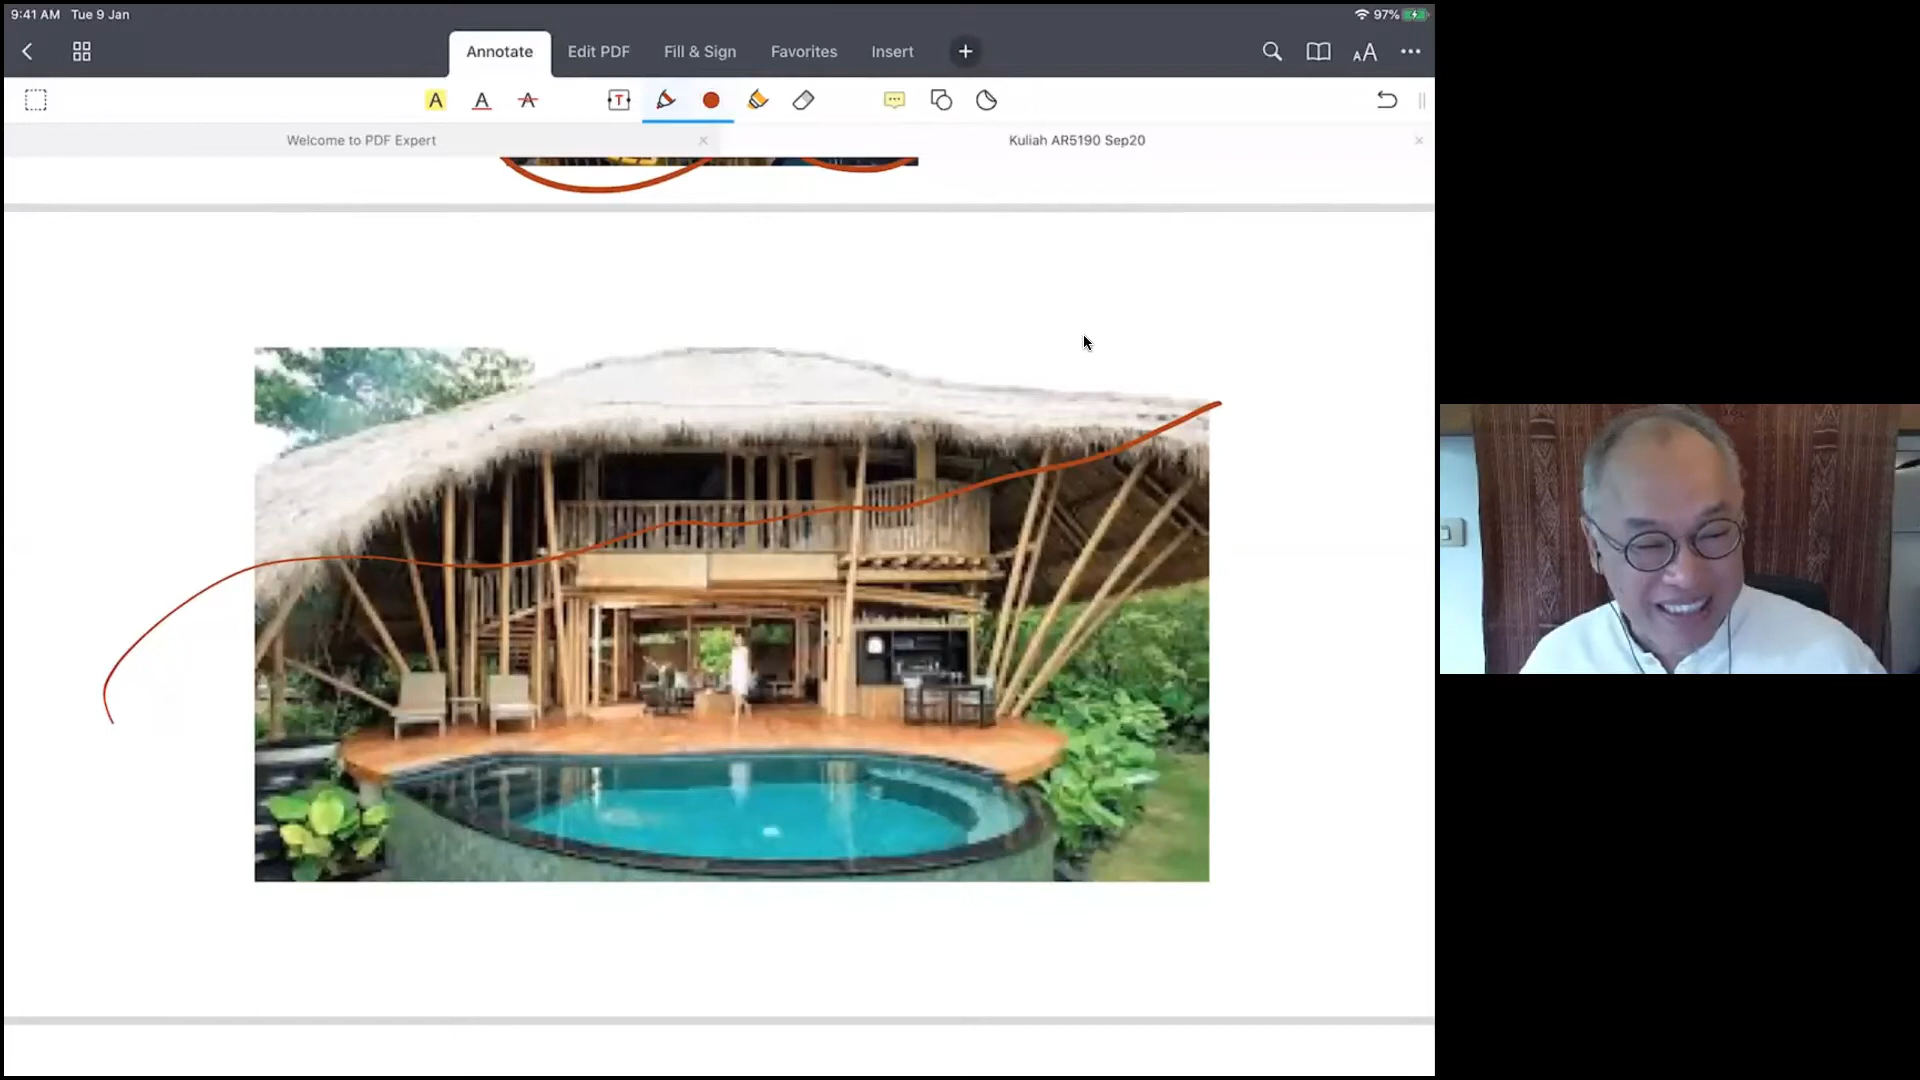 9:41 AM Tue 9 Jan
97%
Annotate Edit PDF Fill & Sign Favorites Insert
AA
A A A T
Welcome to PDF Expert
Kuliah AR5190 Sep20